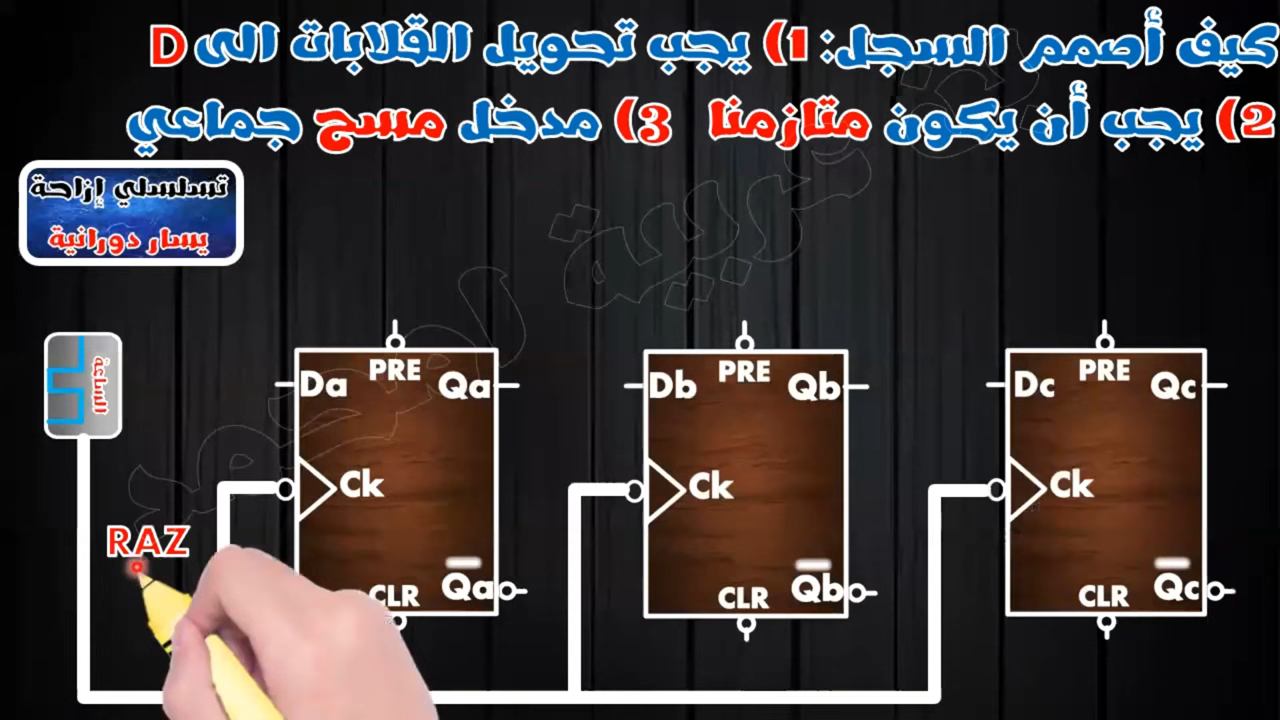 كيف أصمم السجل: 1) يجب تحويل القلابات الى D
2) يجب أن يكون متازمنا 3) مدخل مسح جماعي
تسلسلي إزاحة
يسار دورانية
الساعة
RAZ
Da PRE Qa
Ck
CLR Qa
Db PRE Qb
Ck
CLR Qb
Dc PRE Qc
Ck
CLR Qc